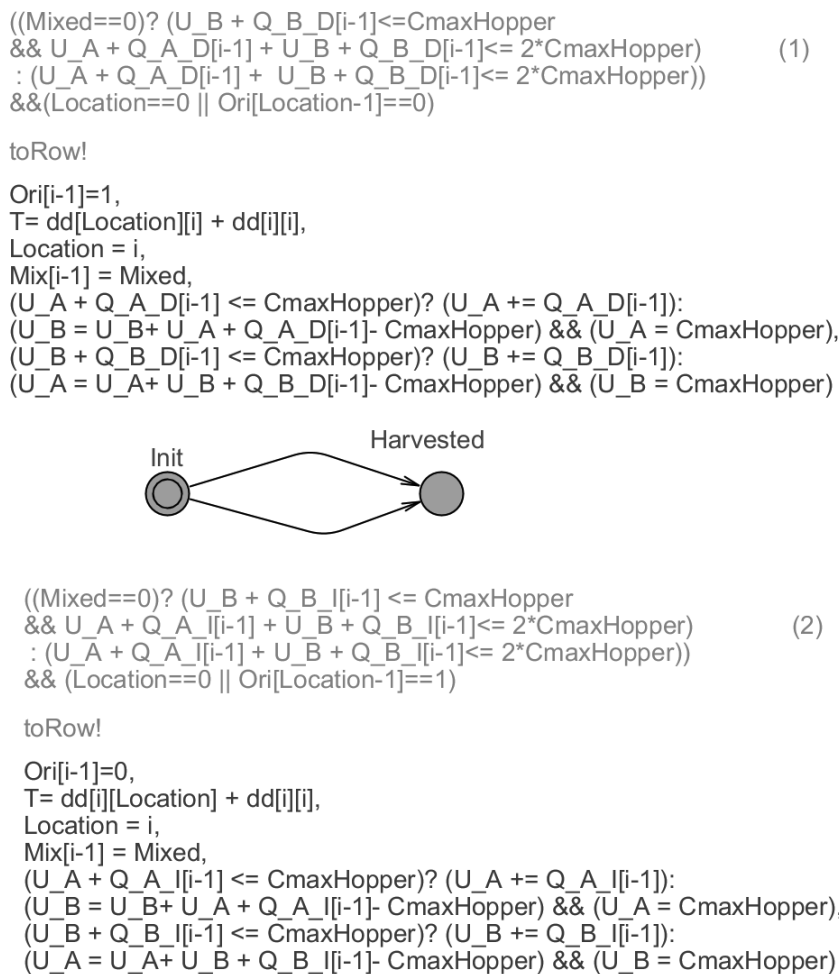 ((Mixed==0)? (U_B + Q_B_D[i-1]<=CmaxHopper
&& U_A + Q_A_D[i-1] + U_B + Q_B_D[i-1]<= 2*CmaxHopper) (1)
: (U_A + Q_A_D[i-1] + U_B + Q_B_D[i-1]<= 2*CmaxHopper))
&&(Location==0 || Ori[Location-1]==0)
toRow!
Ori[i-1]=1,
T= dd[Location][i] + dd[i][i],
Location = i,
Mix[i-1] = Mixed,
(U_A + Q_A_D[i-1] <= CmaxHopper)? (U_A += Q_A_D[i-1]):
(U_B = U_B+ U_A + Q_A_D[i-1]- CmaxHopper) && (U_A = CmaxHopper),
(U_B + Q_B_D[i-1] <= CmaxHopper)? (U_B += Q_B_D[i-1]):
(U_A = U_A+ U_B + Q_B_D[i-1]- CmaxHopper) && (U_B = CmaxHopper)
Harvested
Init
((Mixed==0)? (U_B + Q_B_I[i-1] <= CmaxHopper
&& U_A + Q_A_I[i-1] + U_B + Q_B_I[i-1]<= 2*CmaxHopper) (2)
: (U_A + Q_A_I[i-1] + U_B + Q_B_I[i-1]<= 2*CmaxHopper))
&& (Location==0 || Ori[Location-1]==1)
toRow!
Ori[i-1]=0,
T= dd[i][Location] + dd[i][i],
Location = i,
Mix[i-1] = Mixed,
(U_A + Q_A_I[i-1] <= CmaxHopper)? (U_A += Q_A_I[i-1]):
(U_B = U_B+ U_A + Q_A_I[i-1]- CmaxHopper) && (U_A = CmaxHopper),
(U_B + Q_B_I[i-1] <= CmaxHopper)? (U_B += Q_B_I[i-1]):
(U_A = U_A+ U_B + Q_B_I[i-1]- CmaxHopper) && (U_B = CmaxHopper)